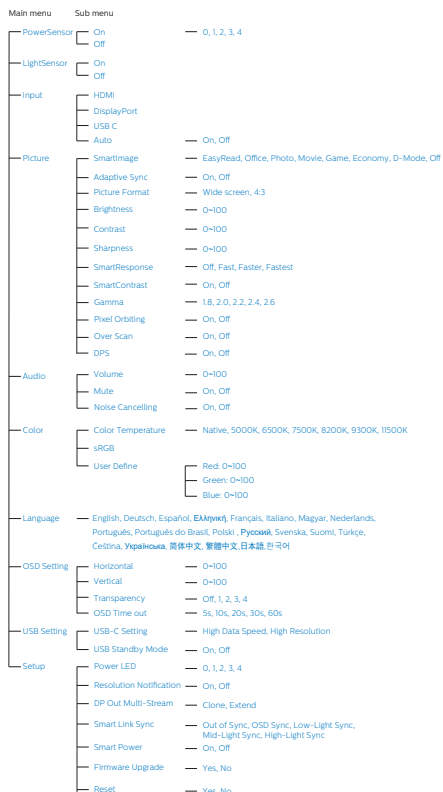 Main menu Sub menu
PowerSensor On 0, 1, 2, 3, 4
Off
LightSensor On
Off
Input HDMI
DisplayPort
USB C
Auto On, Off
Picture SmartImage EasyRead, Office, Photo, Movie, Game, Economy, D-Mode, Off
Adaptive Sync On, Off
Picture Format Wide screen, 4:3
Brightness 0~100
Contrast 0~100
Sharpness 0~100
SmartResponse Off, Fast, Faster, Fastest
SmartContrast On, Off
Gamma 1.8, 2.0, 2.2, 2.4, 2.6
Pixel Orbiting On, Off
Over Scan On, Off
DPS On, Off
Audio Volume 0~100
Mute On, Off
Noise Cancelling On, Off
Color Color Temperature Native, 5000K, 6500K, 7500K, 8200K, 9300K, 11500K
sRGB
User Define Red: 0~100
Green: 0~100
Blue: 0~100
Language English, Deutsch, Español, Ελληνική, Français, Italiano, Magyar, Nederlands,
Português, Português do Brasil, Polski , Русский, Svenska, Suomi, Türkçe,
Čeština, Українська, 简体中文, 繁體中文,日本語,한국어
OSD Setting Horizontal 0~100
Vertical 0~100
Transparency Off, 1, 2, 3, 4
OSD Time out 5s, 10s, 20s, 30s, 60s
USB Setting USB-C Setting High Data Speed, High Resolution
USB Standby Mode On, Off
Setup Power LED 0, 1, 2, 3, 4
Resolution Notification On, Off
DP Out Multi-Stream Clone, Extend
Smart Link Sync Out of Sync, OSD Sync, Low-Light Sync,
Mid-Light Sync, High-Light Sync
Smart Power On, Off
Firmware Upgrade Yes, No
Reset Yes, No